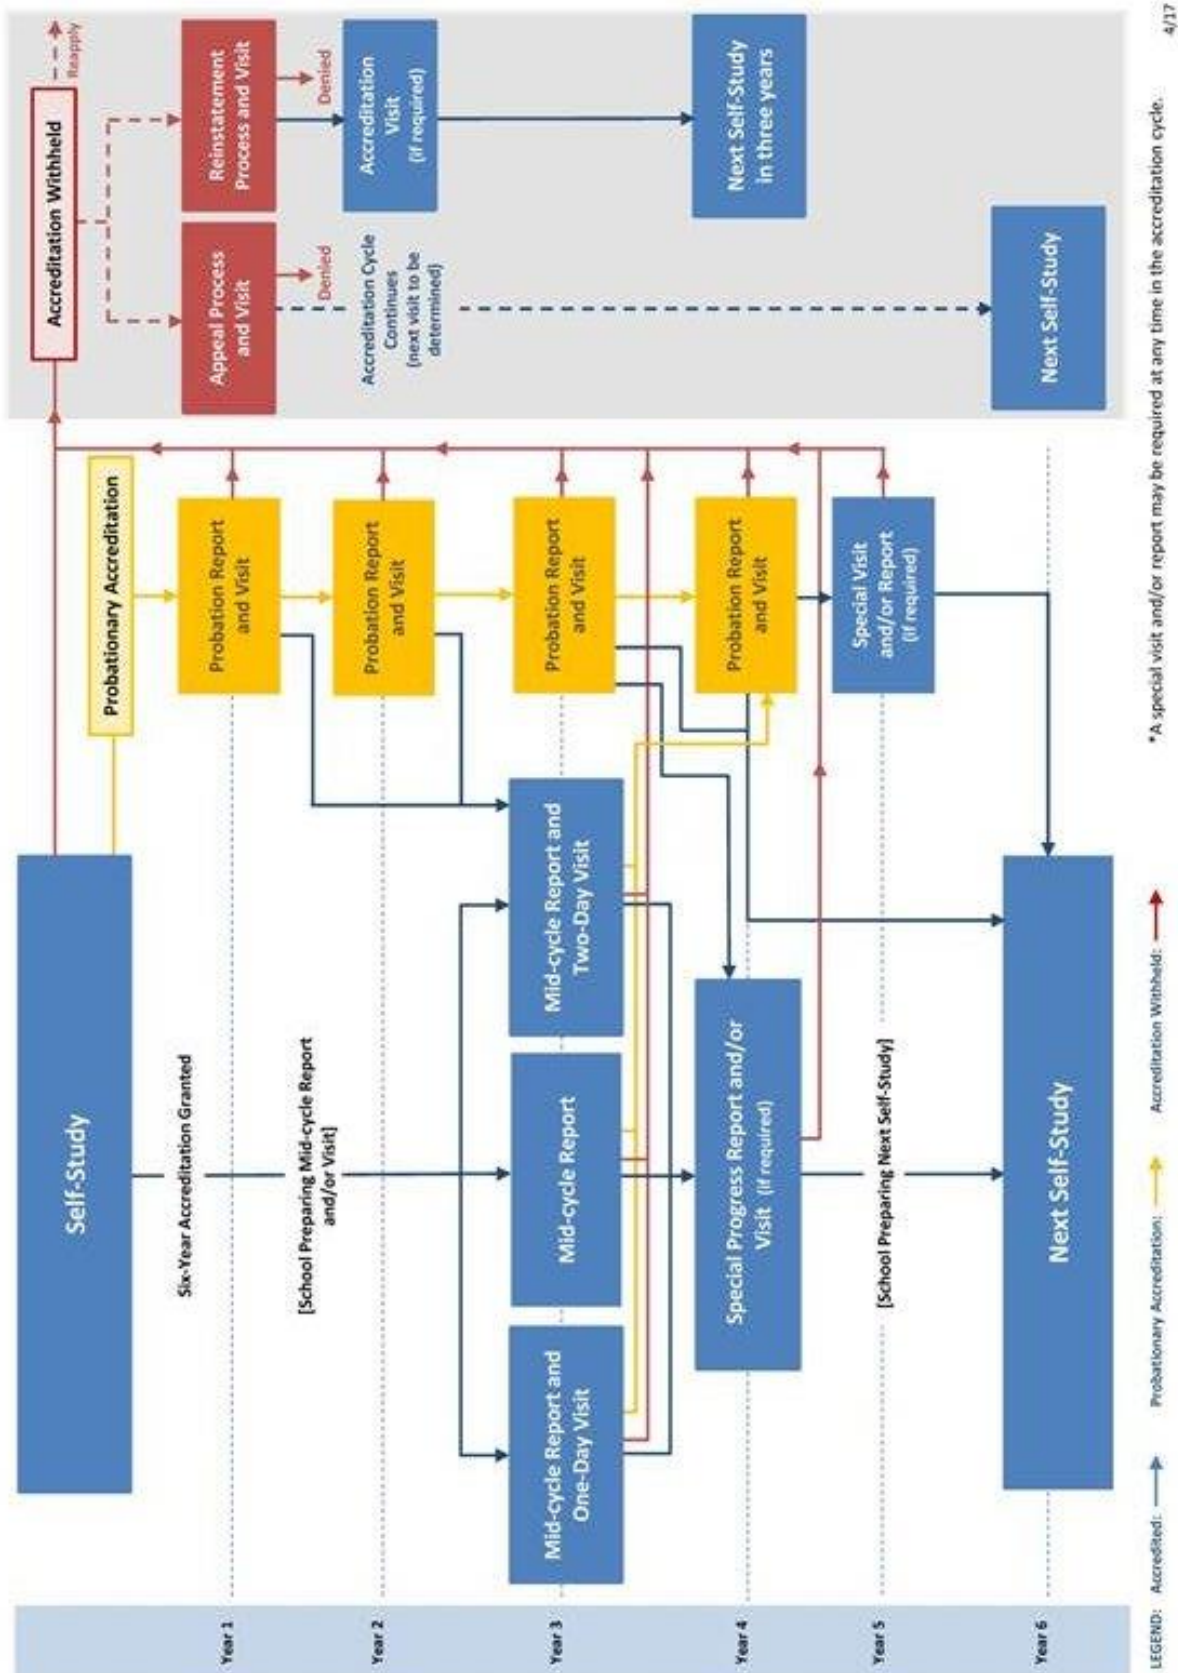 Self-Study
Six-Year Accreditation Granted
Probationary Accreditation
Accreditation Withheld
Reapply
Year 1
Probation Report
and Visit
Appeal Process
and Visit
Denied
Reinstatement
Process and Visit
Denied
Year 2
[School Preparing Mid-cycle Report
and/or Visit]
Probation Report
and Visit
Accreditation Cycle
Continues
(next visit to be
determined)
Accreditation
Visit
(if required)
Year 3
Mid-cycle Report and
One-Day Visit
Mid-cycle Report
Mid-cycle Report and
Two-Day Visit
Probation Report
and Visit
Year 4
Special Progress Report and/or
Visit (if required)
Probation Report
and Visit
Next Self-Study
in three years
Year 5
[School Preparing Next Self-Study]
Special Visit
and/or Report
(if required)
Year 6
Next Self-Study
Next Self-Study
LEGEND: Accredited: Probationary Accreditation: Accreditation Withheld:
*A special visit and/or report may be required at any time in the accreditation cycle.
4/17